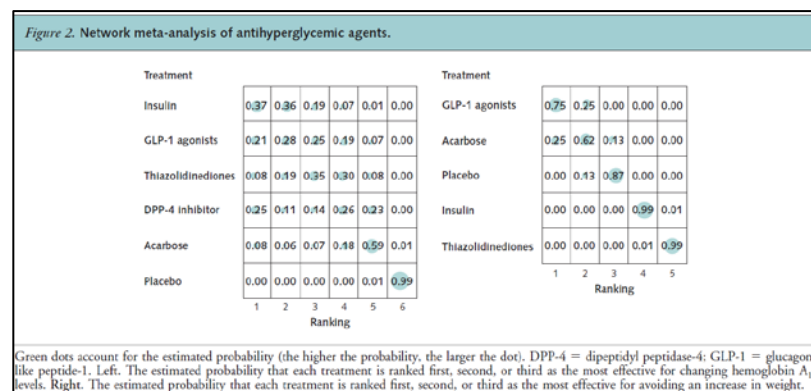 Figure 2. Network meta-analysis of antihyperglycemic agents.
Treatment
Insulin 0.37 0.36 0.19 0.07 0.01 0.00
GLP-1 agonists 0.21 0.28 0.25 0.19 0.07 0.00
Thiazolidinediones 0.08 0.19 0.35 0.30 0.08 0.00
DPP-4 inhibitor 0.25 0.11 0.14 0.26 0.23 0.00
Acarbose 0.08 0.06 0.07 0.18 0.59 0.01
Placebo 0.00 0.00 0.00 0.00 0.01 0.99
1 2 3 4 5 6
Ranking
Treatment
GLP-1 agonists 0.75 0.25 0.00 0.00 0.00
Acarbose 0.25 0.62 0.13 0.00 0.00
Placebo 0.00 0.13 0.87 0.00 0.00
Insulin 0.00 0.00 0.00 0.99 0.01
Thiazolidinediones 0.00 0.00 0.00 0.01 0.99
1 2 3 4 5
Ranking
Green dots account for the estimated probability (the higher the probability, the larger the dot). DPP-4 = dipeptidyl peptidase-4; GLP-1 = glucagon
like peptide-1. Left. The estimated probability that each treatment is ranked first, second, or third as the most effective for changing hemoglobin A
levels. Right. The estimated probability that each treatment is ranked first, second, or third as the most effective for avoiding an increase in weight.